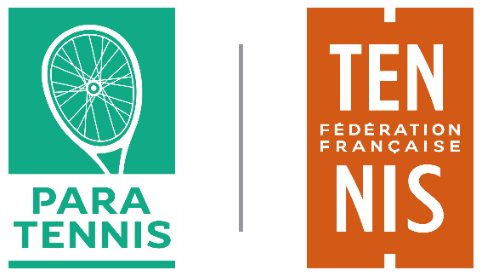 PARA
TENNIS
TEN
FÉDÉRATION
FRANÇAISE
NIS